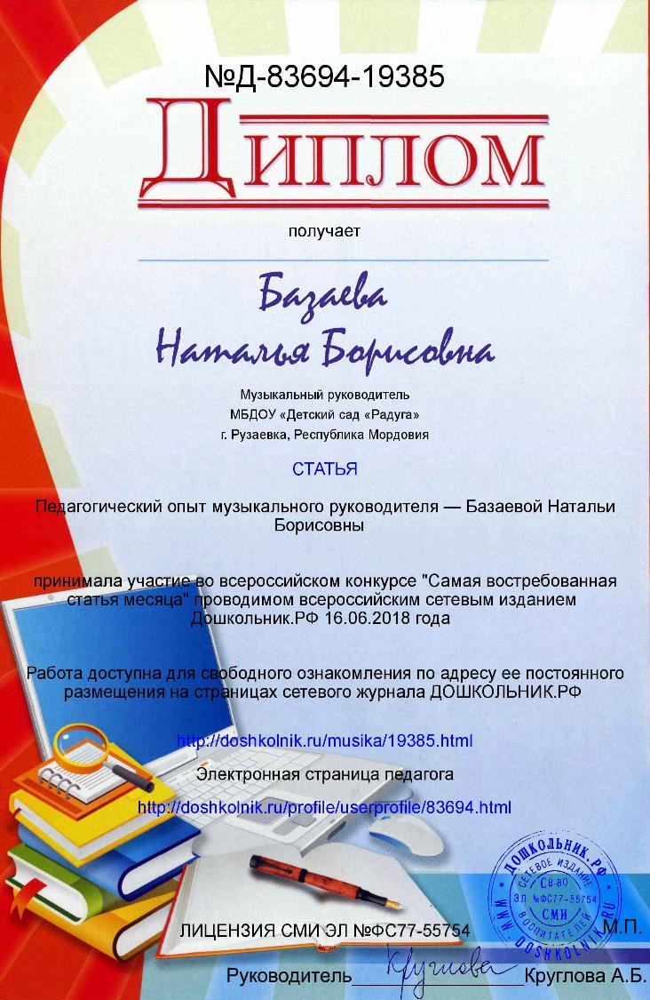 №Д-83694-19385
Диплом
получает
Базаева
Наталья Борисовна
Музыкальный руководитель
МБДОУ «Детский сад «Радуга»
г. Рузаевка, Республика Мордовия
СТАТЬЯ
Педагогический опыт музыкального руководителя — Базаевой Натальи
Борисовны
принимала участие во всероссийском конкурсе "Самая востребованная
статья месяца" проводимом всероссийским сетевым изданием
Дошкольник.РФ 16.06.2018 года
Работа доступна для свободного ознакомления по адресу ее постоянного
размещения на страницах сетевого журнала ДОШКОЛЬНИК.РФ
http://doshkolnik.ru/musika/19385.html
Электронная страница педагога
http://doshkolnik.ru/profile/userprofile/83694.html
ДОШКОЛЬНИК.РФ
СЕТЕВОЕ ИЗДАНИЕ
СВ-ВО
ЭЛ №ФС77-55754
СМИ
ВОСПИТАТЕЛЕЙ
WWW.DOSHKOLNIK.RU
ЛИЦЕНЗИЯ СМИ ЭЛ №ФС77-55754 М.П.
Руководитель Круглова Круглова А.Б.